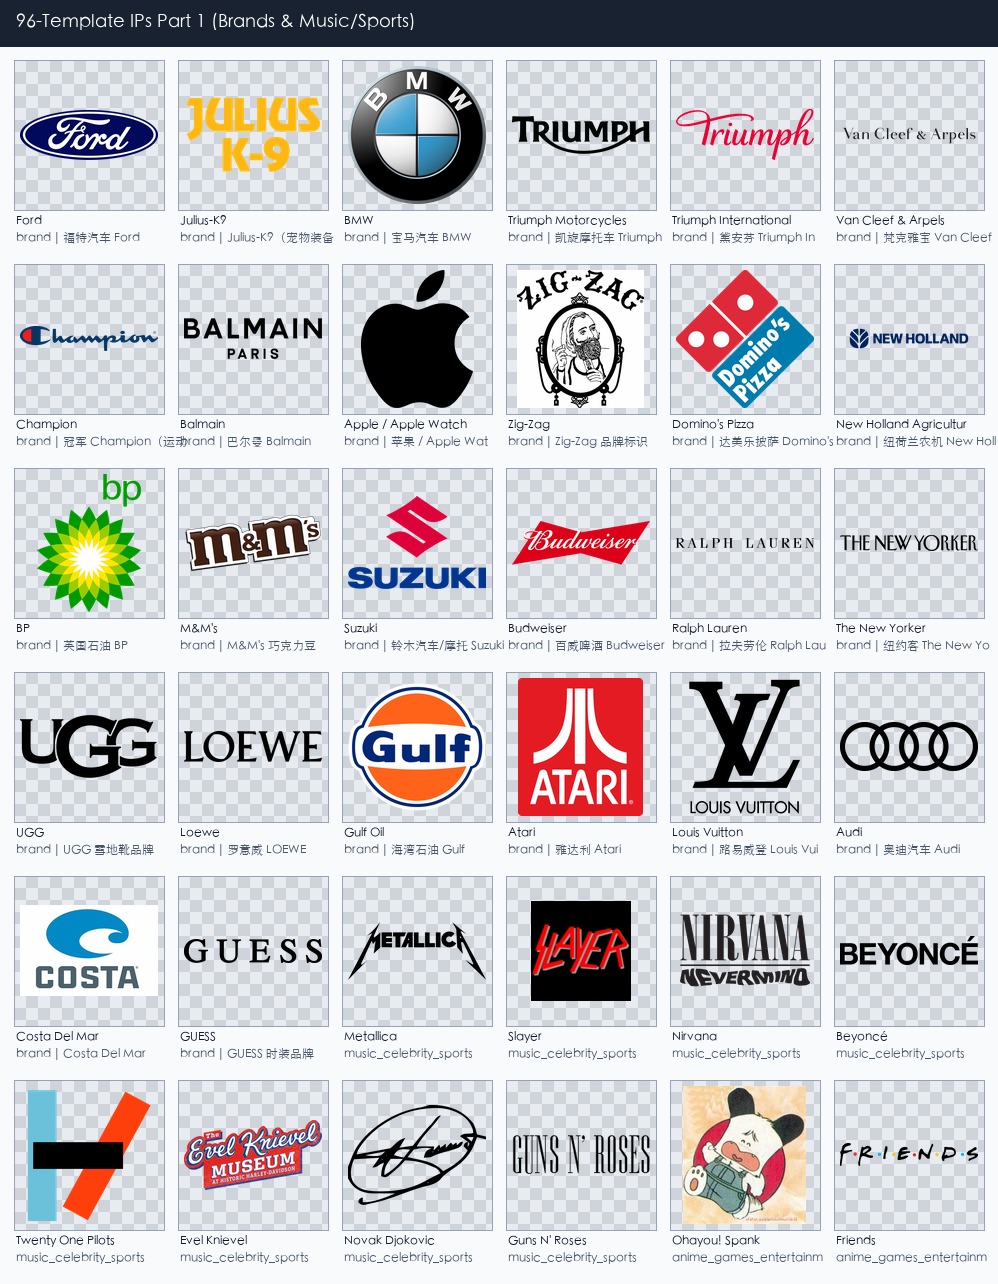 96-Template IPs Part 1 (Brands & Music/Sports)
Ford
JULIUS
K-9
BMW
TRIUMPH
Triumph
Van Cleef & Arpels
Ford
Julius-K9
BMW
Triumph Motorcycles
Triumph International
Van Cleef & Arpels
brand | 福特汽车 Ford
brand | Julius-K9（宠物装备
brand | 宝马汽车 BMW
brand | 凯旋摩托车 Triumph
brand | 黛安芬 Triumph In
brand | 梵克雅宝 Van Cleef
Champion
BALMAIN
PARIS
ZIG-ZAG
Domino's
Pizza
NEW HOLLAND
Champion
Balmain
Apple / Apple Watch
Zig-Zag
Domino's Pizza
New Holland Agricultur
brand | 冠军 Champion（运动
brand | 巴尔曼 Balmain
brand | 苹果 / Apple Wat
brand | Zig-Zag 品牌标识
brand | 达美乐披萨 Domino's
brand | 纽荷兰农机 New Holl
bp
m&m's
SUZUKI
Budweiser
RALPH LAUREN
THE NEW YORKER
BP
M&M's
Suzuki
Budweiser
Ralph Lauren
The New Yorker
brand | 英国石油 BP
brand | M&M's 巧克力豆
brand | 铃木汽车/摩托 Suzuki
brand | 百威啤酒 Budweiser
brand | 拉夫劳伦 Ralph Lau
brand | 纽约客 The New Yo
UGG
LOEWE
Gulf
ATARI
LV
LOUIS VUITTON
UGG
Loewe
Gulf Oil
Atari
Louis Vuitton
Audi
brand | UGG 雪地靴品牌
brand | 罗意威 LOEWE
brand | 海湾石油 Gulf
brand | 雅达利 Atari
brand | 路易威登 Louis Vui
brand | 奥迪汽车 Audi
COSTA
GUESS
METALLICA
SLAYER
NIRVANA
NEVERMIND
BEYONCÉ
Costa Del Mar
GUESS
Metallica
Slayer
Nirvana
Beyoncé
brand | Costa Del Mar
brand | GUESS 时装品牌
music_celebrity_sports
music_celebrity_sports
music_celebrity_sports
music_celebrity_sports
The
Evel Knievel
MUSEUM
AT HISTORIC HARLEY-DAVIDSON
GUNS N' ROSES
F·R·I·E·N·D·S
Twenty One Pilots
Evel Knievel
Novak Djokovic
Guns N' Roses
Ohayou! Spank
Friends
music_celebrity_sports
music_celebrity_sports
music_celebrity_sports
music_celebrity_sports
anime_games_entertainm
anime_games_entertainm